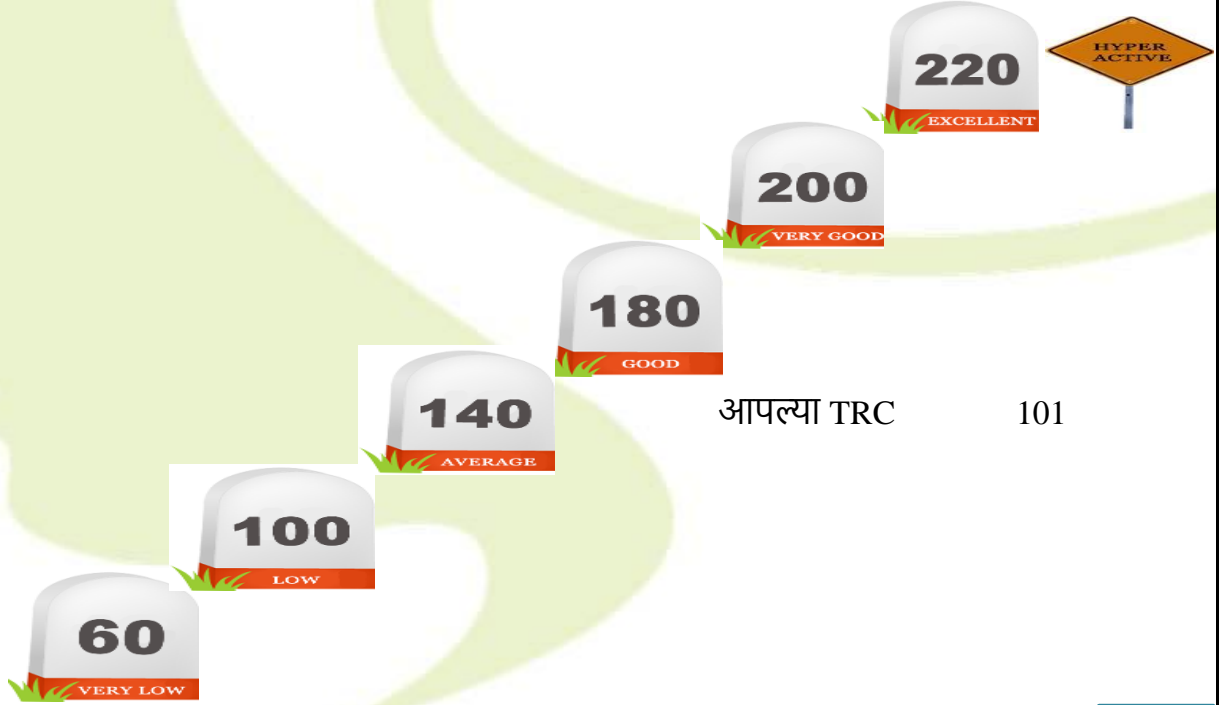 220
HYPER
ACTIVE
EXCELLENT
200
VERY GOOD
180
GOOD
140
AVERAGE
आपल्या TRC 101
100
LOW
60
VERY LOW